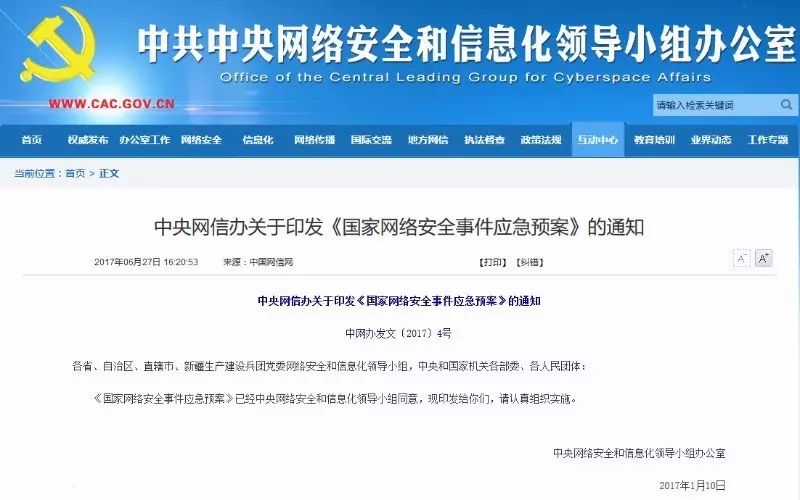 中共中央网络安全和信息化领导小组办公室
Office of the Central Leading Group for Cyberspace Affairs
WWW.CAC.GOV.CN
请输入检索关键词
首页 权威发布 办公室工作 网络安全 信息化 网络传播 国际交流 地方网信 执法督查 政策法规 互动中心 教育培训 业界动态 工作专题
当前位置：首页 > 正文
中央网信办关于印发《国家网络安全事件应急预案》的通知
2017年06月27日 16:20:53 来源：中国网信网 【打印】【纠错】 A- A+
中央网信办关于印发《国家网络安全事件应急预案》的通知
中网办发文〔2017〕4号
各省、自治区、直辖市、新疆生产建设兵团党委网络安全和信息化领导小组，中央和国家机关各部委、各人民团体：
《国家网络安全事件应急预案》已经中央网络安全和信息化领导小组同意，现印发给你们，请认真组织实施。
中央网络安全和信息化领导小组办公室
2017年1月10日